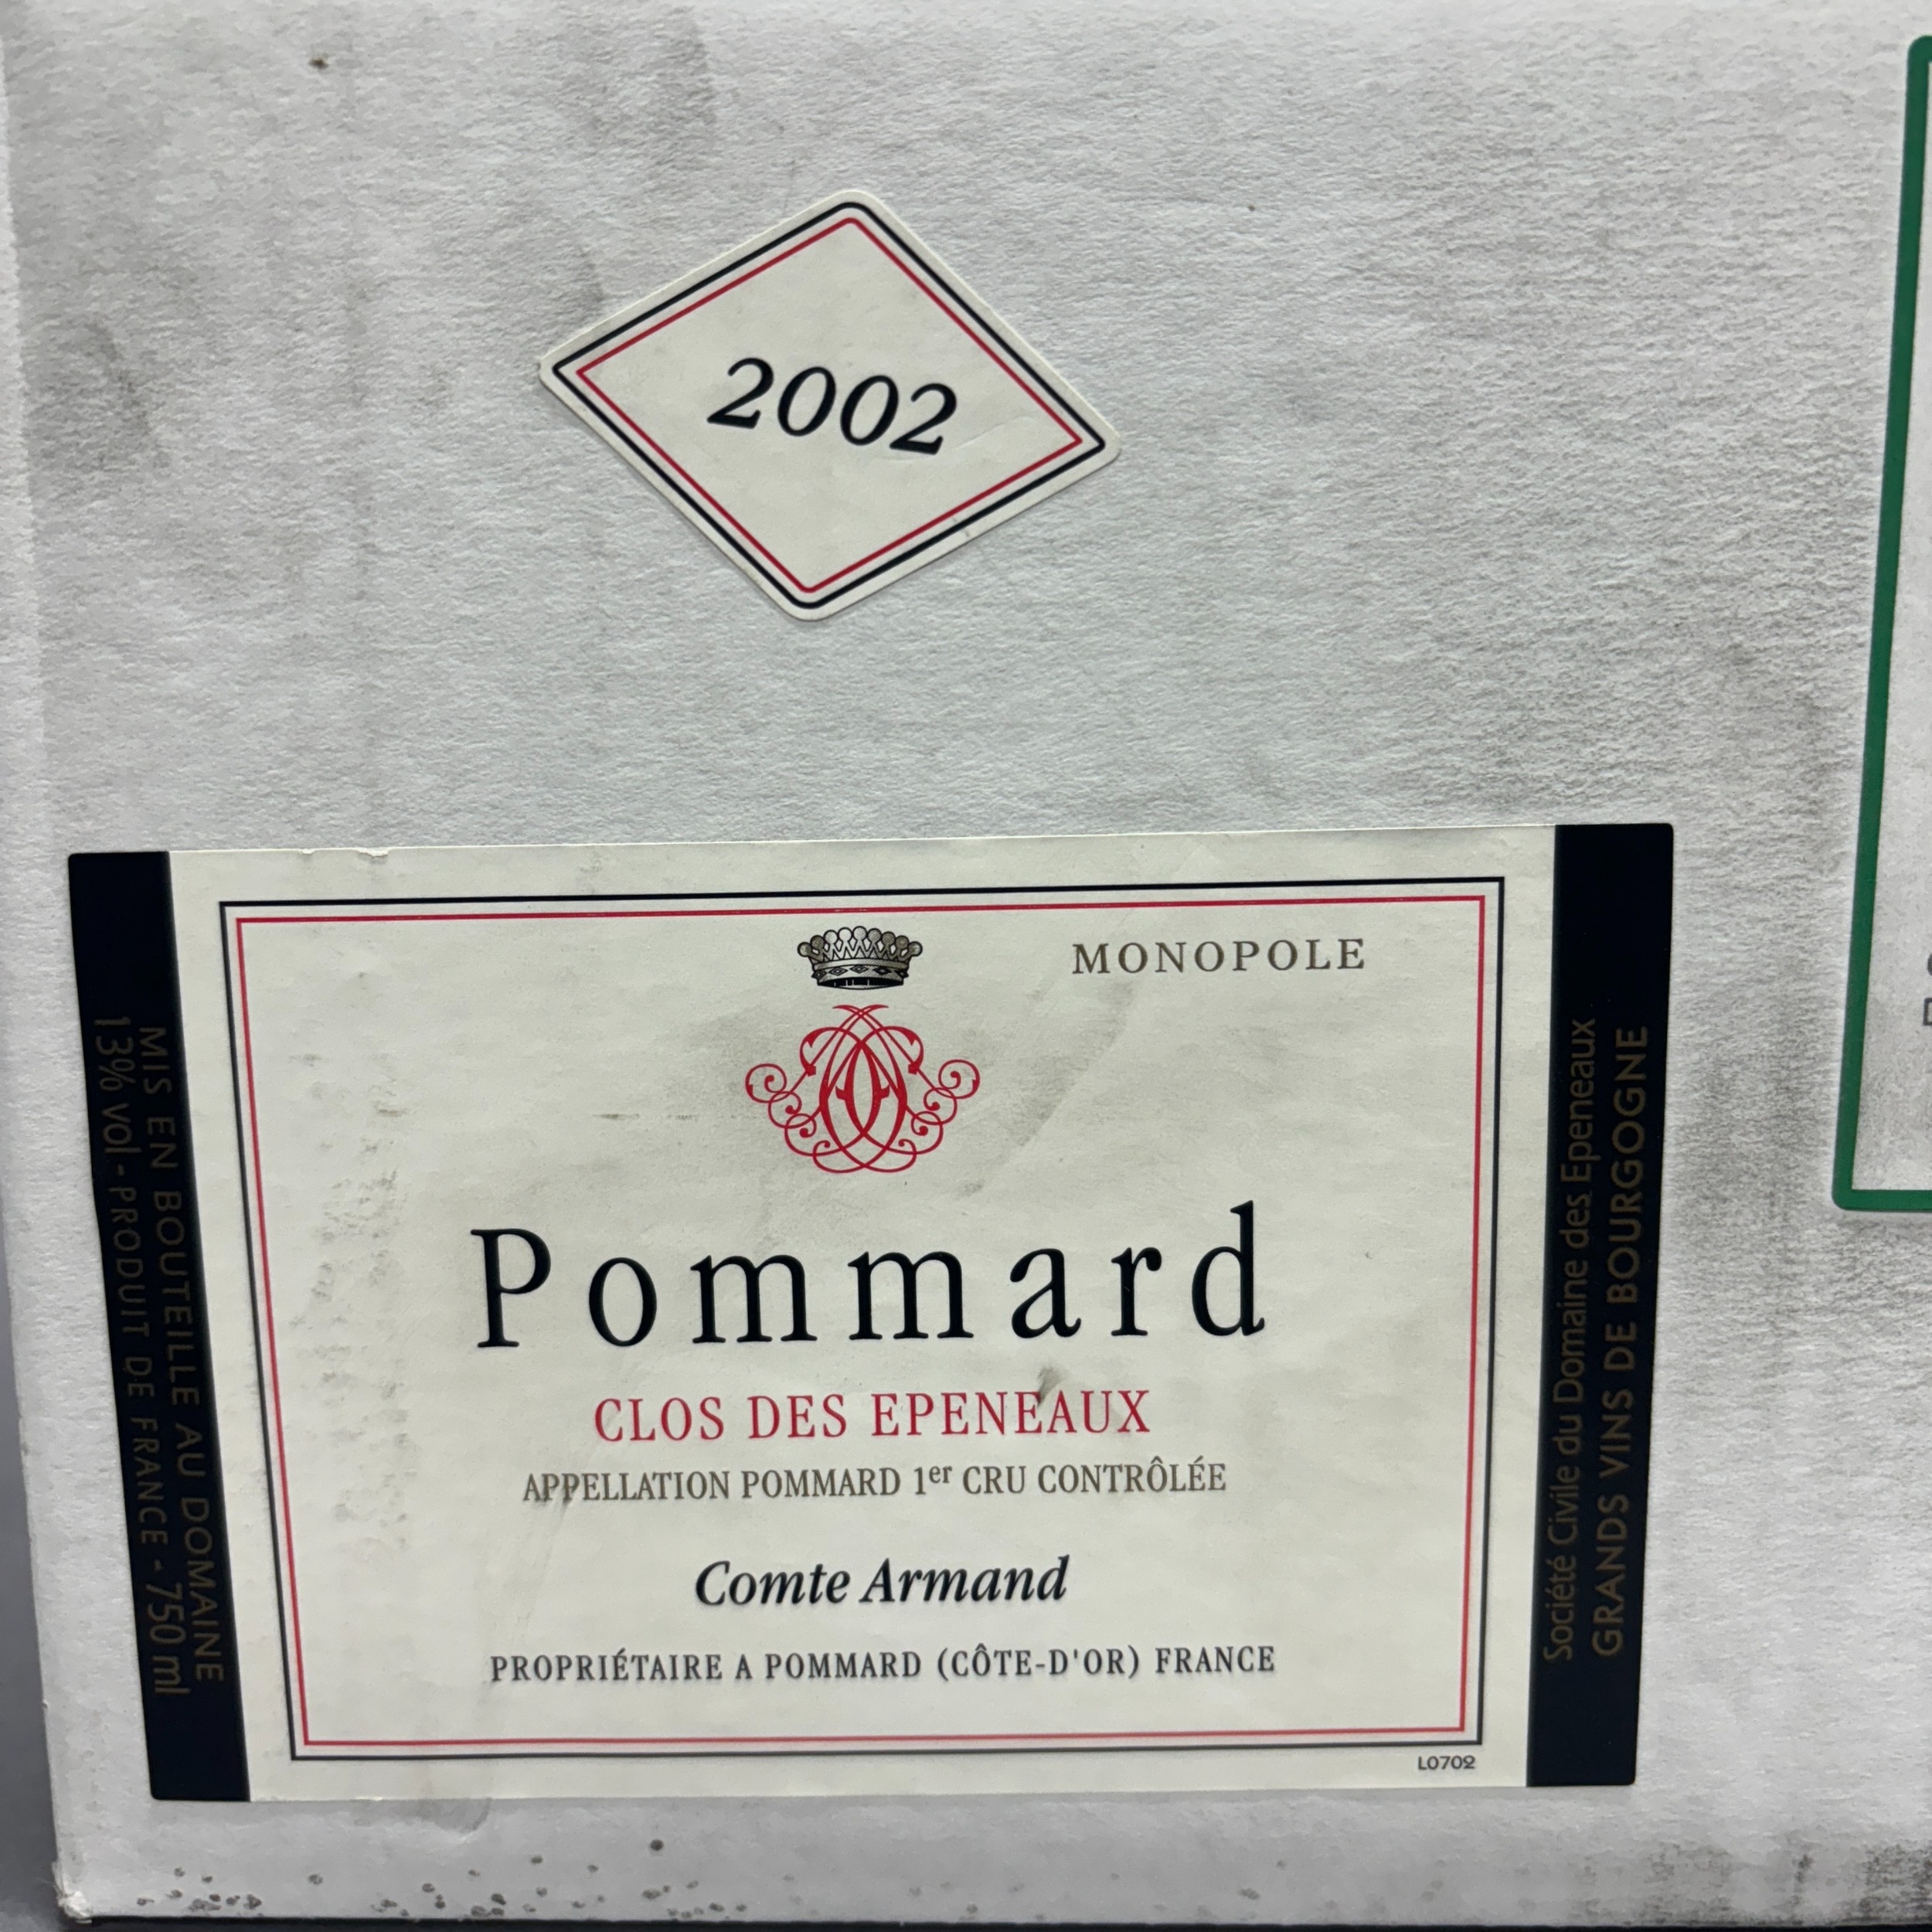 2002
MONOPOLE
Pommard
CLOS DES EPENEAUX
APPELLATION POMMARD 1er CRU CONTRÔLÉE
Comte Armand
PROPRIÉTAIRE A POMMARD (CÔTE-D'OR) FRANCE
L0702
MIS EN BOUTEILLE AU DOMAINE
13% vol - PRODUIT DE FRANCE - 750 ml
Société Civile du Domaine des Epeneaux
GRANDS VINS DE BOURGOGNE